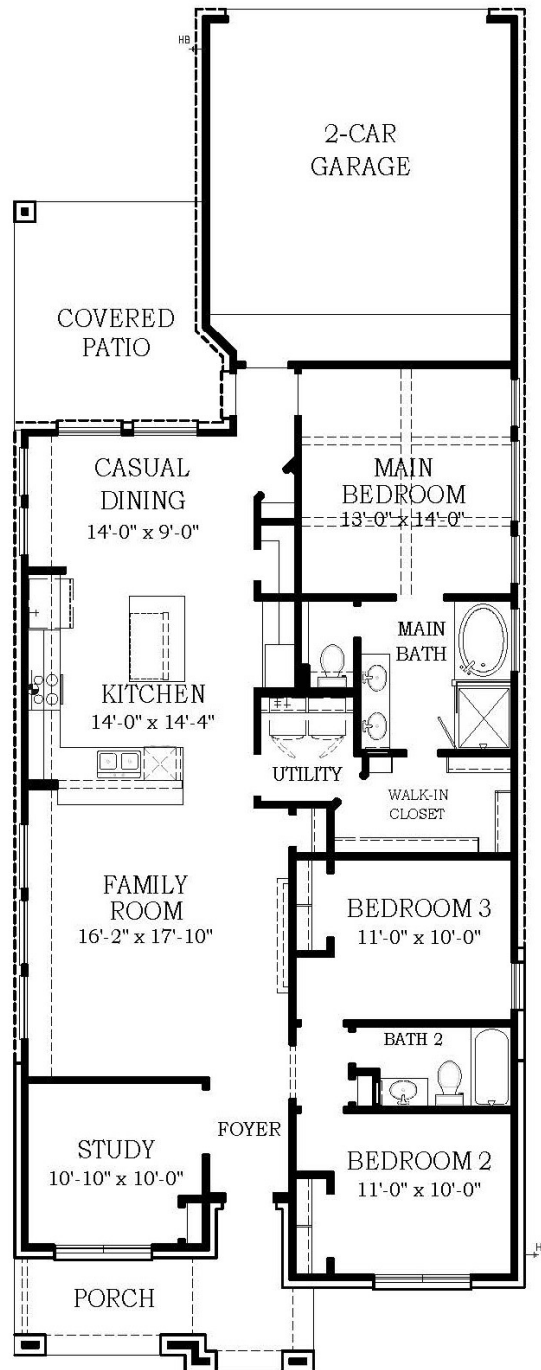 HB
2-CAR
GARAGE
COVERED
PATIO
CASUAL
DINING
14'-0" x 9'-0"
MAIN
BEDROOM
13'-0" x 14'-0"
MAIN
BATH
KITCHEN
14'-0" x 14'-4"
UTILITY
WALK-IN
CLOSET
FAMILY
ROOM
16'-2" x 17'-10"
BEDROOM 3
11'-0" x 10'-0"
BATH 2
FOYER
STUDY
10'-10" x 10'-0"
BEDROOM 2
11'-0" x 10'-0"
H
PORCH